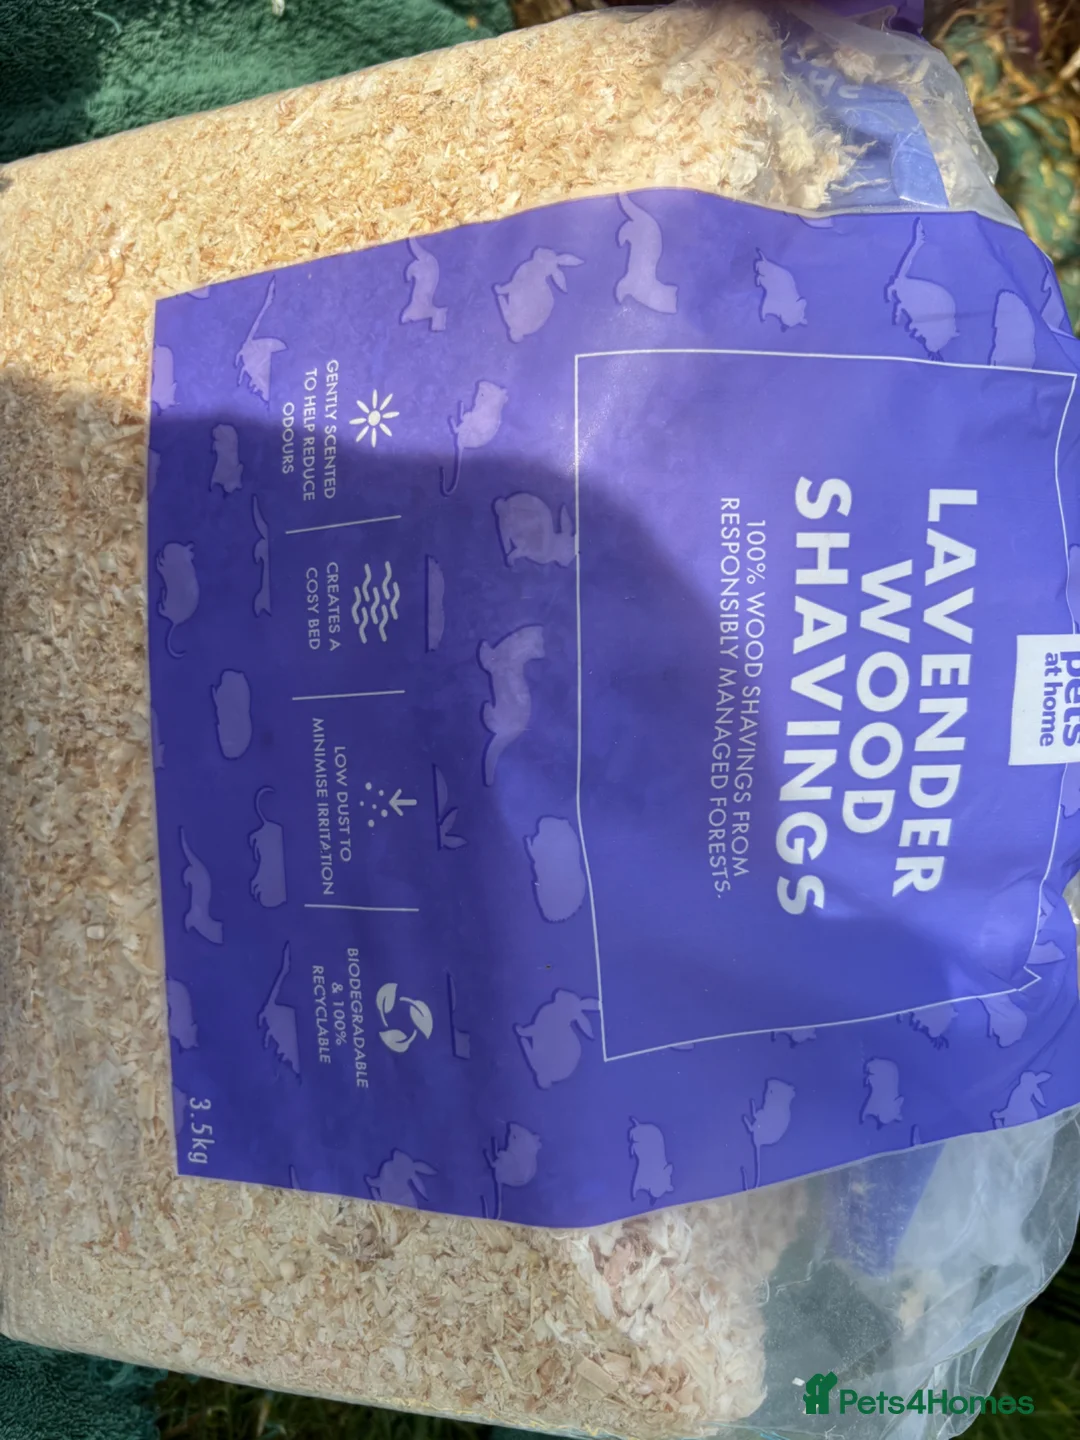 pets
at home
LAVENDER
WOOD
SHAVINGS
100% WOOD SHAVINGS FROM
RESPONSIBLY MANAGED FORESTS.
GENTLY SCENTED
TO HELP REDUCE
ODOURS
CREATES A
COSY BED
LOW DUST TO
MINIMISE IRRITATION
BIODEGRADABLE
& 100%
RECYCLABLE
3.5kg
Pets4Homes